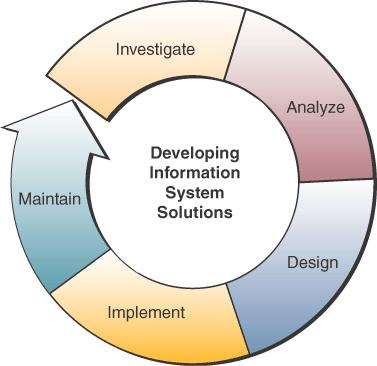 Investigate
Analyze
Developing
Information
System
Solutions
Maintain
Design
Implement